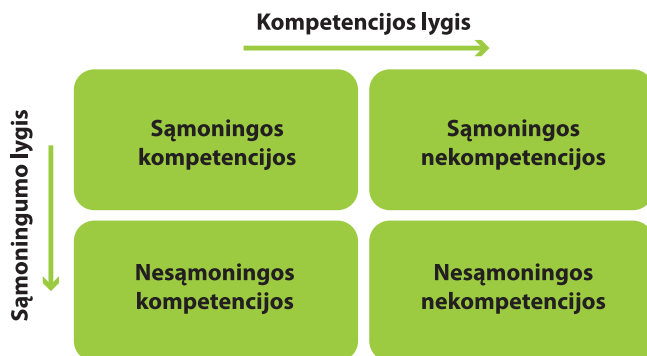 Kompetencijos lygis
Sąmoningumo lygis
Sąmoningos
kompetencijos
Sąmoningos
nekompetencijos
Nesąmoningos
kompetencijos
Nesąmoningos
nekompetencijos